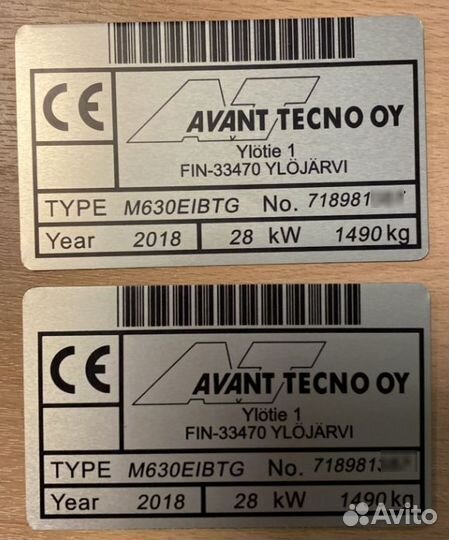 CE
AVANT TECNO OY
Ylötie 1
FIN-33470 YLÖJÄRVI
TYPE M630EIBTG No. 718981
Year 2018 28 kW 1490 kg
CE
AVANT TECNO OY
Ylötie 1
FIN-33470 YLÖJÄRVI
TYPE M630EIBTG No. 718981
Year 2018 28 kW 1490 kg
Avito